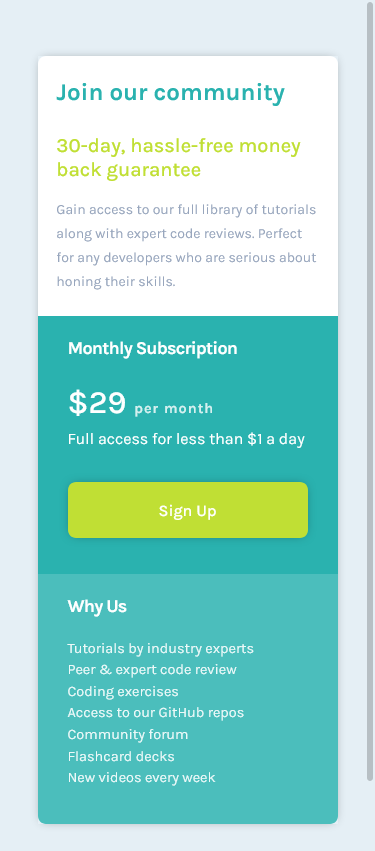 Join our community
30-day, hassle-free money
back guarantee
Gain access to our full library of tutorials
along with expert code reviews. Perfect
for any developers who are serious about
honing their skills.
Monthly Subscription
$29 per month
Full access for less than $1 a day
Sign Up
Why Us
Tutorials by industry experts
Peer & expert code review
Coding exercises
Access to our GitHub repos
Community forum
Flashcard decks
New videos every week